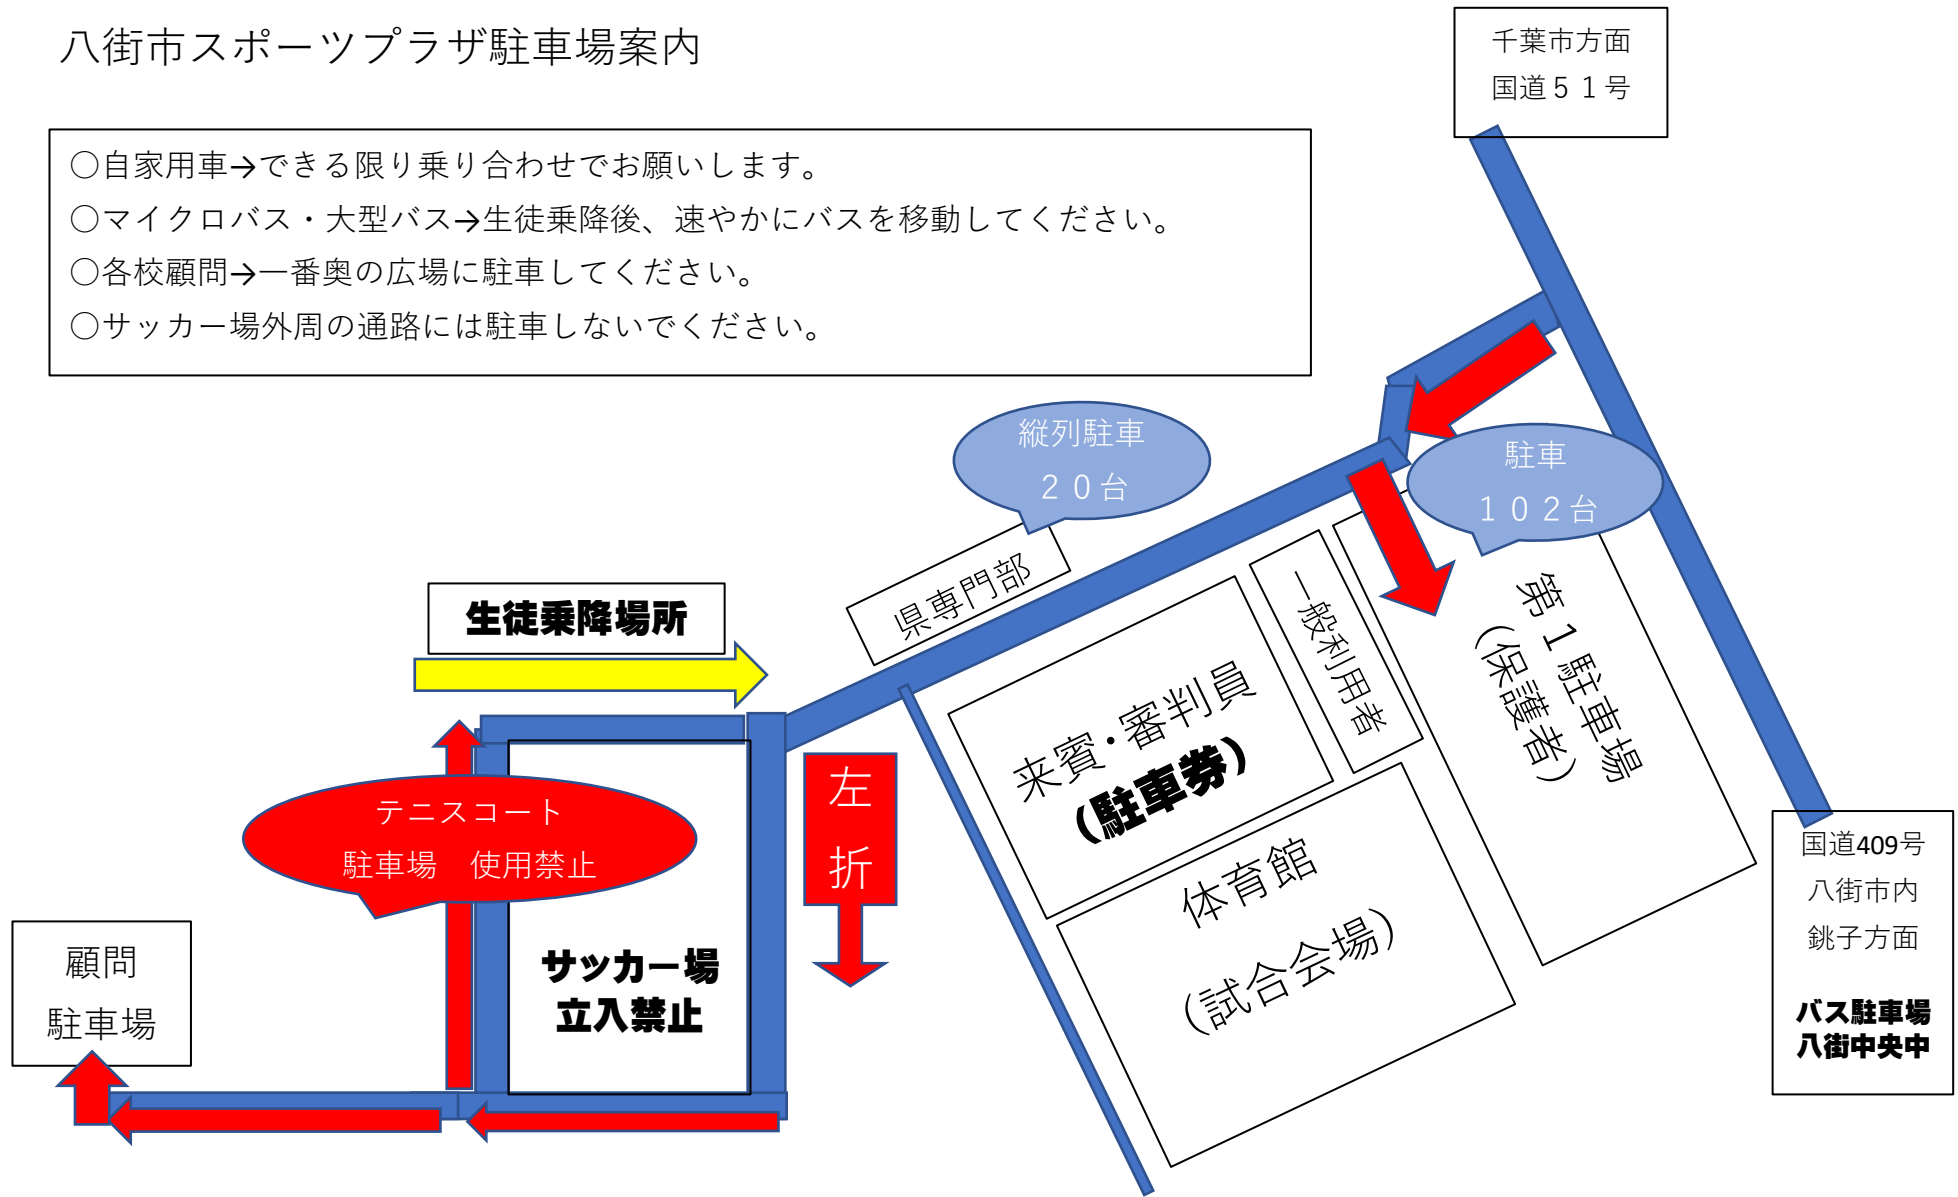 八街市スポーツプラザ駐車場案内
千葉市方面
国道５１号
○自家用車→できる限り乗り合わせでお願いします。
○マイクロバス・大型バス→生徒乗降後、速やかにバスを移動してください。
○各校顧問→一番奥の広場に駐車してください。
○サッカー場外周の通路には駐車しないでください。
縦列駐車
２０台
駐車
１０２台
県専門部
生徒乗降場所
一般利用者
第１駐車場
（保護者）
来賓・審判員
（駐車券）
左
折
テニスコート
駐車場　使用禁止
体育館
（試合会場）
サッカー場
立入禁止
顧問
駐車場
国道409号
八街市内
銚子方面
バス駐車場
八街中央中